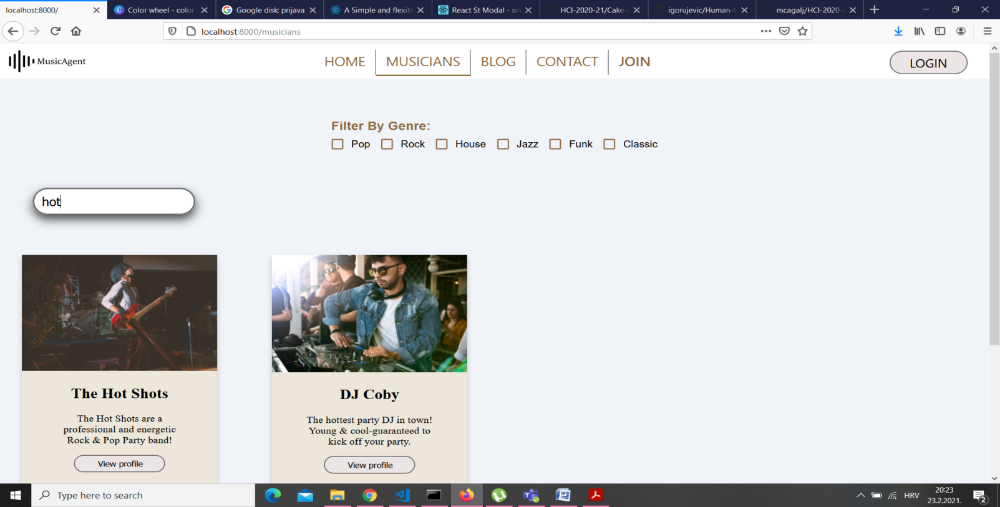 localhost:8000/
Color wheel - color
Google disk: prijava
A Simple and flexib
React St Modal - sin
HCI-2020-21/Cake-
igorujevic/Human-C
mcagalj/HCI-2020-2
localhost:8000/musicians
MusicAgent
HOME
MUSICIANS
BLOG
CONTACT
JOIN
LOGIN
Filter By Genre:
Pop
Rock
House
Jazz
Funk
Classic
hot
The Hot Shots
The Hot Shots are a
professional and energetic
Rock & Pop Party band!
View profile
DJ Coby
The hottest party DJ in town!
Young & cool-guaranteed to
kick off your party.
View profile
Type here to search
HRV
20:23
23.2.2021.
2